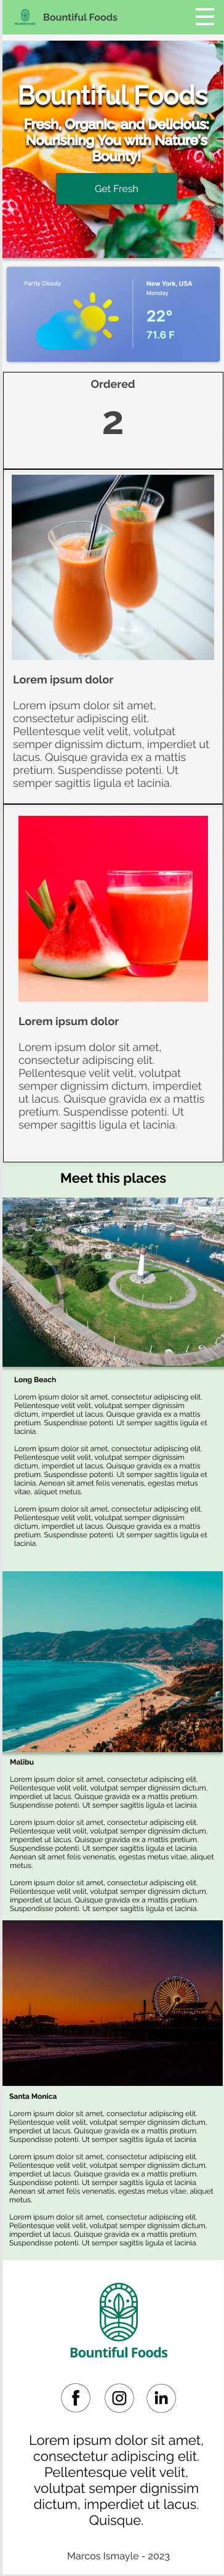 Bountiful Foods
Bountiful Foods
Bountiful Foods
Fresh, Organic, and Delicious:
Nourishing You with Nature's
Bounty!
Get Fresh
Partly Cloudy
New York, USA
Monday
22°
71.6 F
Ordered
2
Lorem ipsum dolor
Lorem ipsum dolor sit amet,
consectetur adipiscing elit.
Pellentesque velit velit, volutpat
semper dignissim dictum, imperdiet ut
lacus. Quisque gravida ex a mattis
pretium. Suspendisse potenti. Ut
semper sagittis ligula et lacinia.
Lorem ipsum dolor
Lorem ipsum dolor sit amet,
consectetur adipiscing elit.
Pellentesque velit velit, volutpat
semper dignissim dictum, imperdiet
ut lacus. Quisque gravida ex a mattis
pretium. Suspendisse potenti. Ut
semper sagittis ligula et lacinia.
Meet this places
Long Beach
Lorem ipsum dolor sit amet, consectetur adipiscing elit.
Pellentesque velit velit, volutpat semper dignissim
dictum, imperdiet ut lacus. Quisque gravida ex a mattis
pretium. Suspendisse potenti. Ut semper sagittis ligula et
lacinia.
Lorem ipsum dolor sit amet, consectetur adipiscing elit.
Pellentesque velit velit, volutpat semper dignissim
dictum, imperdiet ut lacus. Quisque gravida ex a mattis
pretium. Suspendisse potenti. Ut semper sagittis ligula et
lacinia. Aenean sit amet felis venenatis, egestas metus
vitae, aliquet metus.
Lorem ipsum dolor sit amet, consectetur adipiscing elit.
Pellentesque velit velit, volutpat semper dignissim
dictum, imperdiet ut lacus. Quisque gravida ex a mattis
pretium. Suspendisse potenti. Ut semper sagittis ligula et
lacinia.
Malibu
Lorem ipsum dolor sit amet, consectetur adipiscing elit.
Pellentesque velit velit, volutpat semper dignissim dictum,
imperdiet ut lacus. Quisque gravida ex a mattis pretium.
Suspendisse potenti. Ut semper sagittis ligula et lacinia.
Lorem ipsum dolor sit amet, consectetur adipiscing elit.
Pellentesque velit velit, volutpat semper dignissim dictum,
imperdiet ut lacus. Quisque gravida ex a mattis pretium.
Suspendisse potenti. Ut semper sagittis ligula et lacinia.
Aenean sit amet felis venenatis, egestas metus vitae, aliquet
metus.
Lorem ipsum dolor sit amet, consectetur adipiscing elit.
Pellentesque velit velit, volutpat semper dignissim dictum,
imperdiet ut lacus. Quisque gravida ex a mattis pretium.
Suspendisse potenti. Ut semper sagittis ligula et lacinia.
Santa Monica
Lorem ipsum dolor sit amet, consectetur adipiscing elit.
Pellentesque velit velit, volutpat semper dignissim dictum,
imperdiet ut lacus. Quisque gravida ex a mattis pretium.
Suspendisse potenti. Ut semper sagittis ligula et lacinia.
Lorem ipsum dolor sit amet, consectetur adipiscing elit.
Pellentesque velit velit, volutpat semper dignissim dictum,
imperdiet ut lacus. Quisque gravida ex a mattis pretium.
Suspendisse potenti. Ut semper sagittis ligula et lacinia.
Aenean sit amet felis venenatis, egestas metus vitae, aliquet
metus.
Lorem ipsum dolor sit amet, consectetur adipiscing elit.
Pellentesque velit velit, volutpat semper dignissim dictum,
imperdiet ut lacus. Quisque gravida ex a mattis pretium.
Suspendisse potenti. Ut semper sagittis ligula et lacinia.
Bountiful Foods
f
in
Lorem ipsum dolor sit amet,
consectetur adipiscing elit.
Pellentesque velit velit,
volutpat semper dignissim
dictum, imperdiet ut lacus.
Quisque.
Marcos Ismayle - 2023